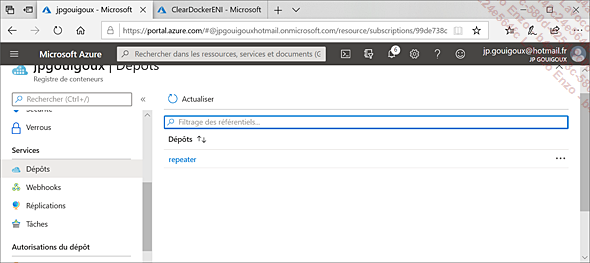 jpgouigoux - Microsoft
ClearDockerENI - Microsoft
https://portal.azure.com/#@jpgouigouxhotmail.onmicrosoft.com/resource/subscriptions/99de738c
Microsoft Azure
Rechercher dans les ressources, services et documents (G
6
jp.gouigoux@hotmail.fr
JP GOUIGOUX
jpgouigoux | Dépôts
Registre de conteneurs
Rechercher (Ctrl+/)
Actualiser
Sécurité
Verrous
Filtrage des référentiels...
Services
Dépôts
Dépôts
repeater
Webhooks
Réplications
Tâches
Autorisations du dépôt